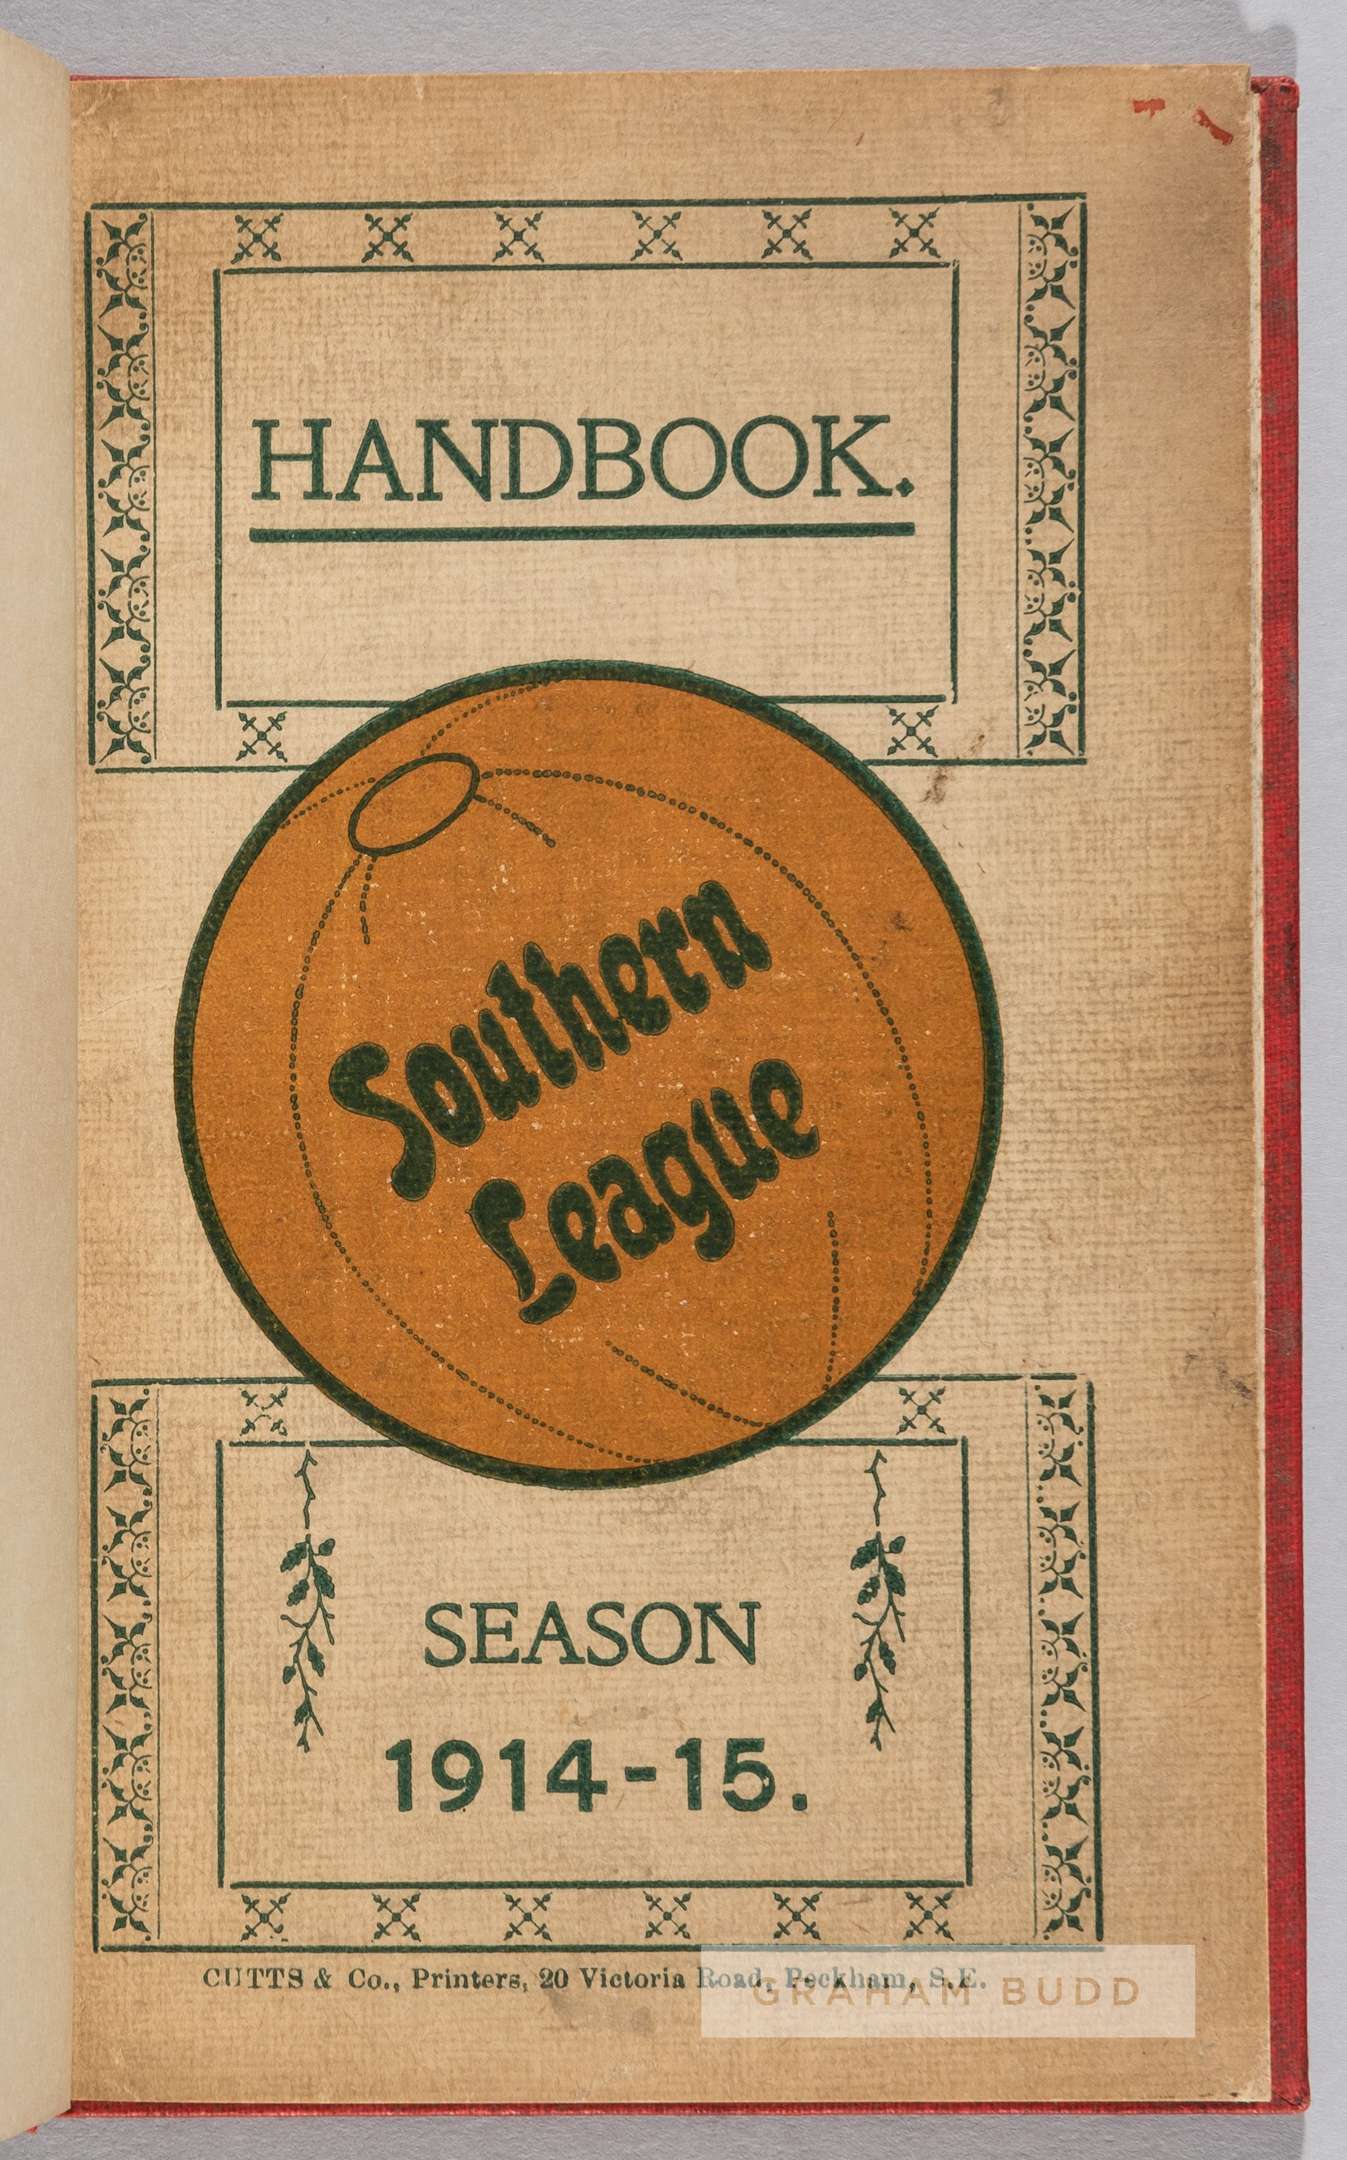 HANDBOOK.
Southern
League
SEASON
1914-15.
CUTTS & Co., Printers, 20 Victoria Road, Peckham, S.E.
GRAHAM BUDD